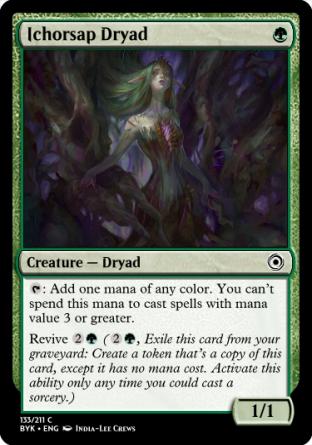 Ichorsap Dryad
Creature — Dryad
: Add one mana of any color. You can't
spend this mana to cast spells with mana
value 3 or greater.
Revive 2 ( 2 , Exile this card from your
graveyard: Create a token that's a copy of this
card, except it has no mana cost. Activate this
ability only any time you could cast a
sorcery.)
1/1
133/211 C
BYK • ENG India-Lee Crews